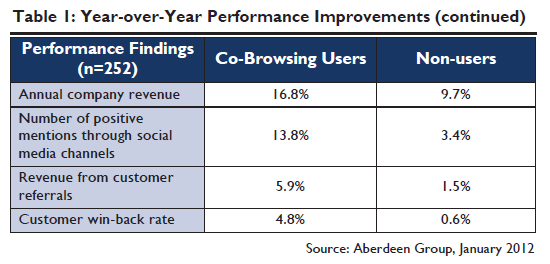 Table 1: Year-over-Year Performance Improvements (continued)
Performance Findings
(n=252)
Co-Browsing Users
Non-users
Annual company revenue
16.8%
9.7%
Number of positive
mentions through social
media channels
13.8%
3.4%
Revenue from customer
referrals
5.9%
1.5%
Customer win-back rate
4.8%
0.6%
Source: Aberdeen Group, January 2012